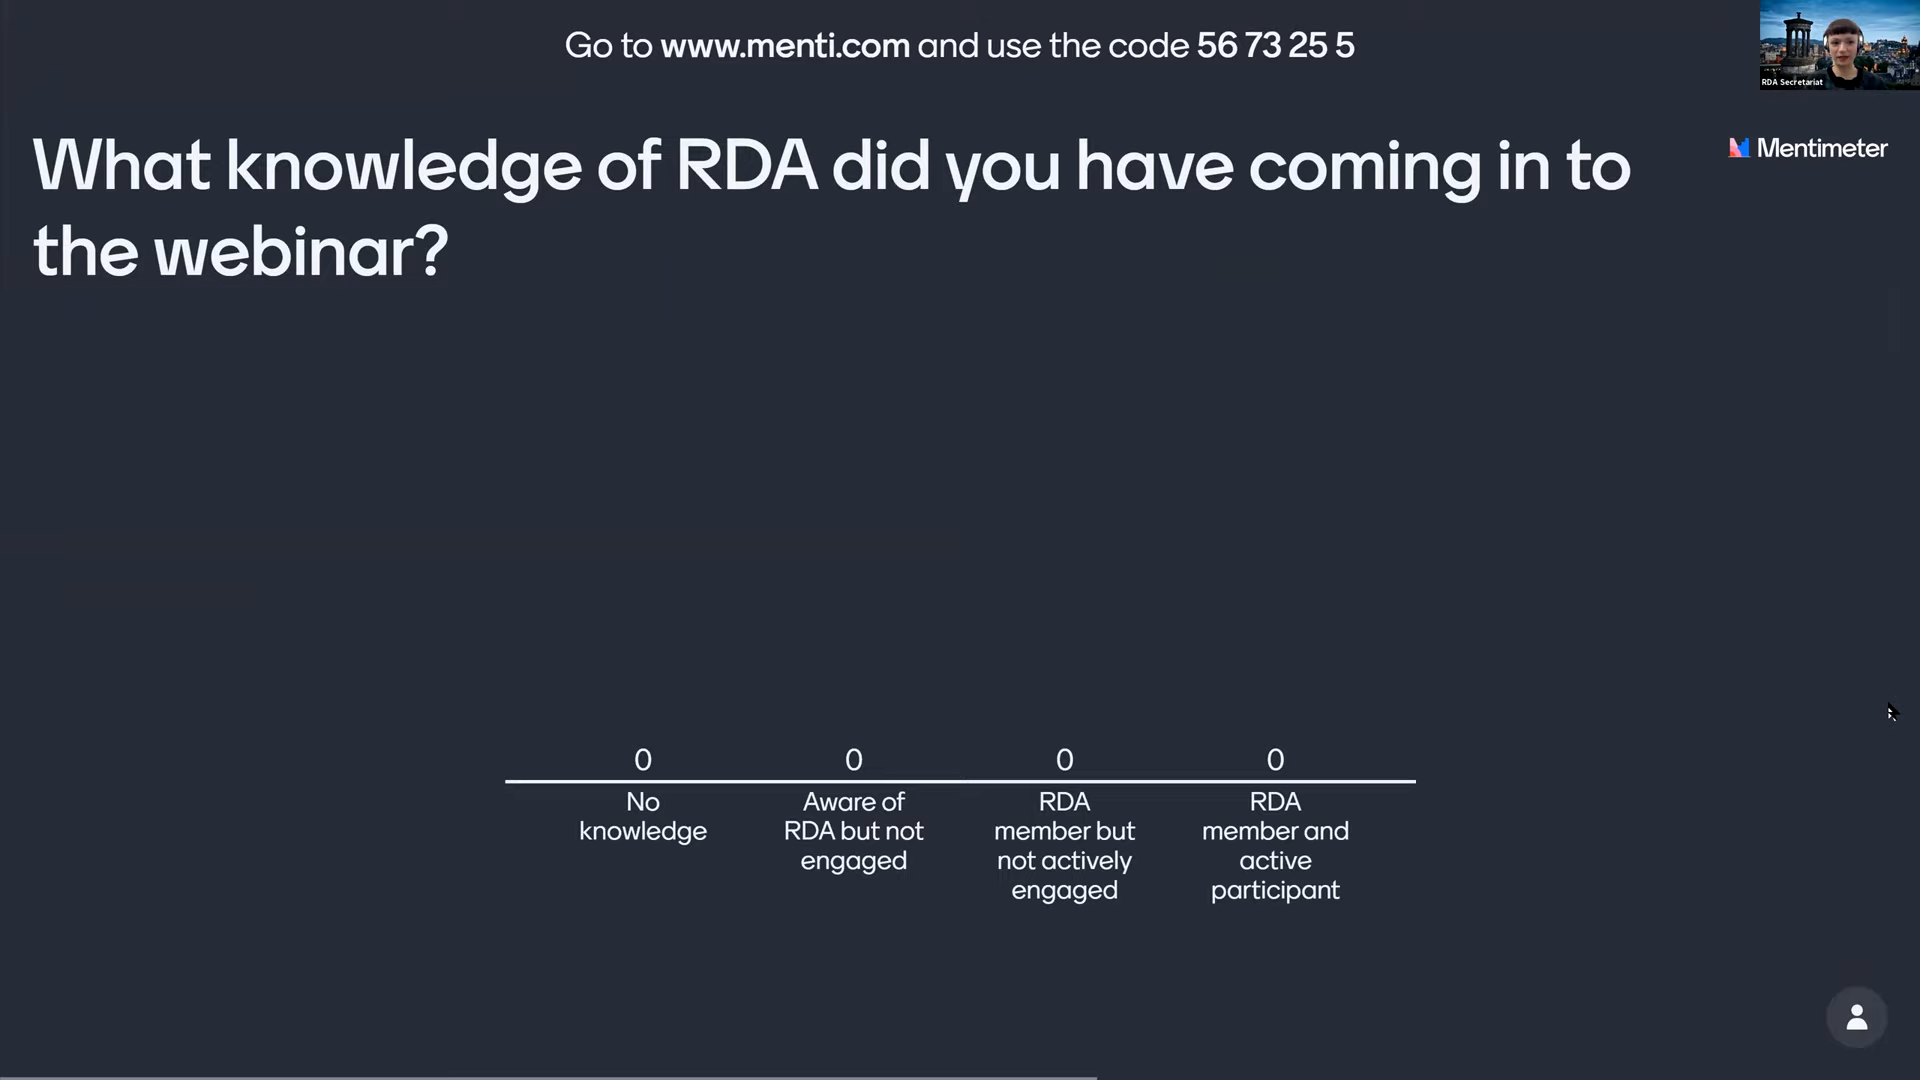 Go to www.menti.com and use the code 56 73 25 5
RDA Secretariat
Mentimeter
What knowledge of RDA did you have coming in to
the webinar?
0 0 0 0
No
knowledge
Aware of
RDA but not
engaged
RDA
member but
not actively
engaged
RDA
member and
active
participant